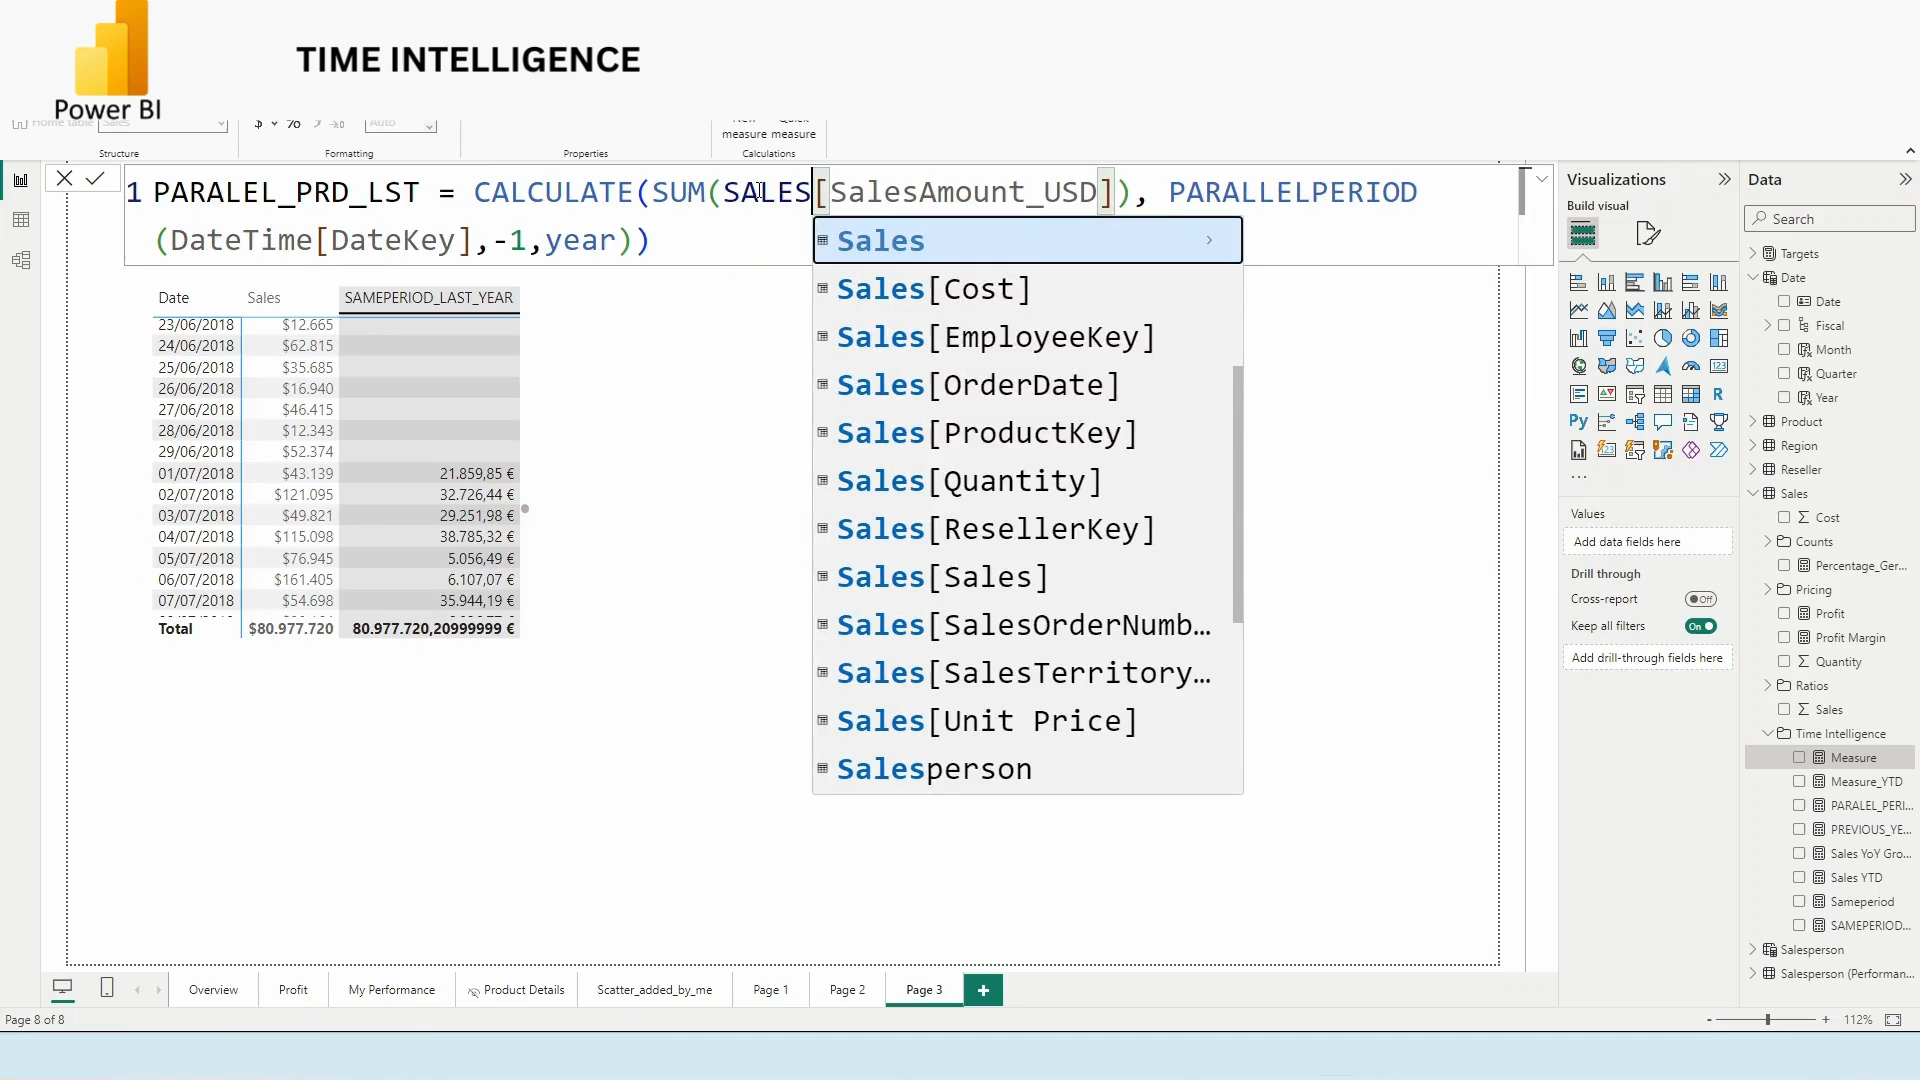 TIME INTELLIGENCE
Power BI
Home table
Sales
$
%
Auto
New
Quick
measure
measure
Structure
Formatting
Properties
Calculations
1 PARALEL_PRD_LST = CALCULATE(SUM(SALES[SalesAmount_USD]), PARALLELPERIOD
(DateTime[DateKey],-1,year))
Sales
Sales[Cost]
Sales[EmployeeKey]
Sales[OrderDate]
Sales[ProductKey]
Sales[Quantity]
Sales[ResellerKey]
Sales[Sales]
Sales[SalesOrderNumb...
Sales[SalesTerritory...
Sales[Unit Price]
Salesperson
Date Sales SAMEPERIOD_LAST_YEAR
23/06/2018 $12.665
24/06/2018 $62.815
25/06/2018 $35.685
26/06/2018 $16.940
27/06/2018 $46.415
28/06/2018 $12.343
29/06/2018 $52.374
01/07/2018 $43.139 21.859,85 €
02/07/2018 $121.095 32.726,44 €
03/07/2018 $49.821 29.251,98 €
04/07/2018 $115.098 38.785,32 €
05/07/2018 $76.945 5.056,49 €
06/07/2018 $161.405 6.107,07 €
07/07/2018 $54.698 35.944,19 €
Total $80.977.720 80.977.720,20999999 €
Visualizations
Build visual
R
Py
...
Values
Add data fields here
Drill through
Cross-report Off
Keep all filters On
Add drill-through fields here
Data
Search
Targets
Date
Date
Fiscal
Month
Quarter
Year
Product
Region
Reseller
Sales
Cost
Counts
Percentage_Ger...
Pricing
Profit
Profit Margin
Quantity
Ratios
Sales
Time Intelligence
Measure
Measure_YTD
PARALEL_PERI...
PREVIOUS_YE...
Sales YoY Gro...
Sales YTD
Sameperiod
SAMEPERIOD...
Salesperson
Salesperson (Performan...
Overview
Profit
My Performance
Product Details
Scatter_added_by_me
Page 1
Page 2
Page 3
+
Page 8 of 8
- + 112%